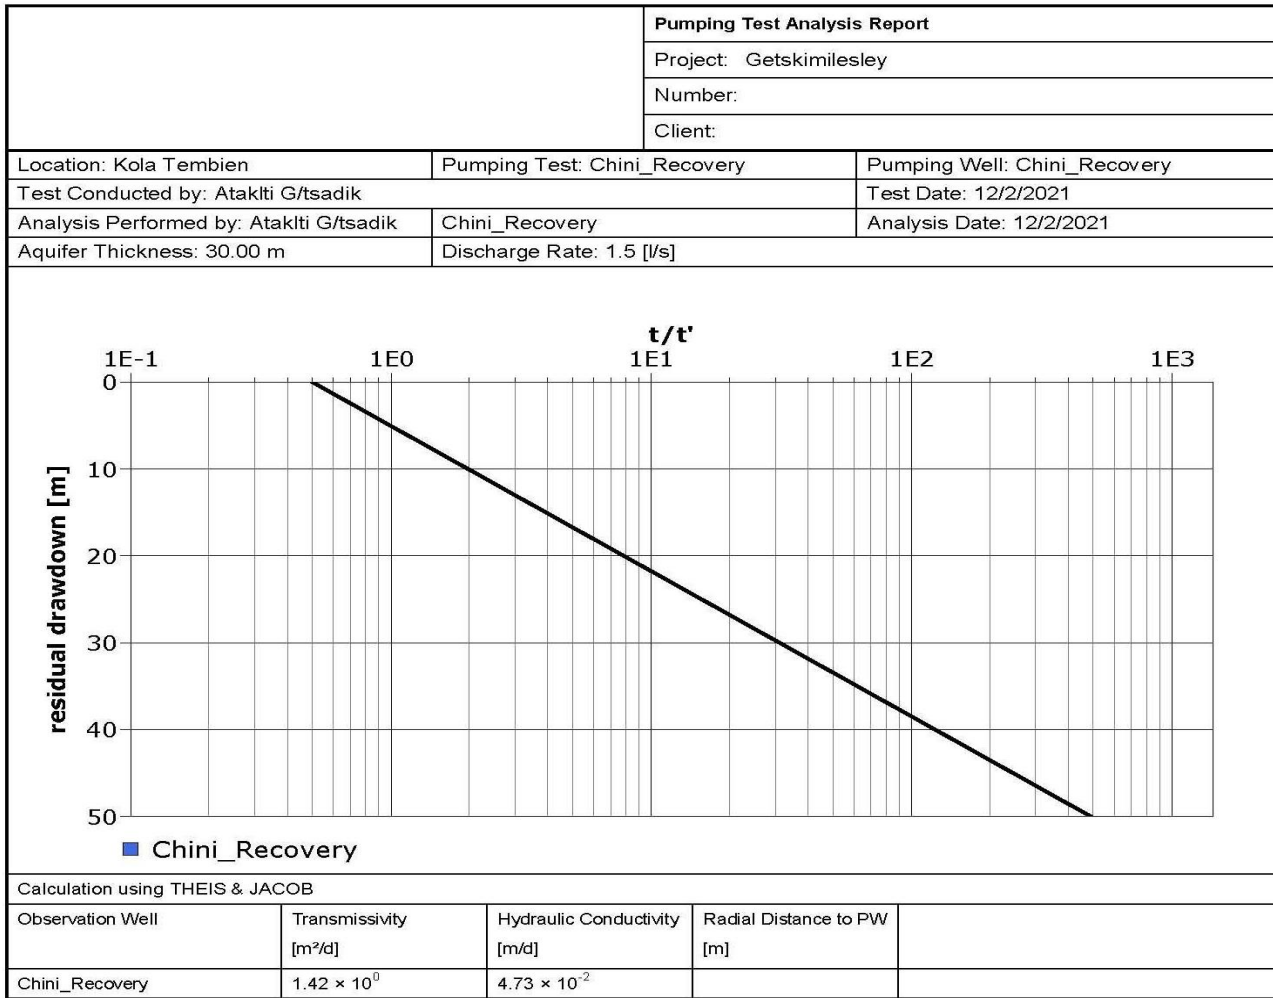 Pumping Test Analysis Report
Project: Getskimilesley
Number:
Client:
Location: Kola Tembien Pumping Test: Chini_Recovery Pumping Well: Chini_Recovery
Test Conducted by: Ataklti G/tsadik Test Date: 12/2/2021
Analysis Performed by: Ataklti G/tsadik Chini_Recovery Analysis Date: 12/2/2021
Aquifer Thickness: 30.00 m Discharge Rate: 1.5 [l/s]
t/t'
1E-1 1E0 1E1 1E2 1E3
0
10
20
30
40
50
residual drawdown [m]
Chini_Recovery
Calculation using THEIS & JACOB
Observation Well Transmissivity Hydraulic Conductivity Radial Distance to PW
[m²/d] [m/d] [m]
Chini_Recovery 1.42 × 10⁰ 4.73 × 10⁻²